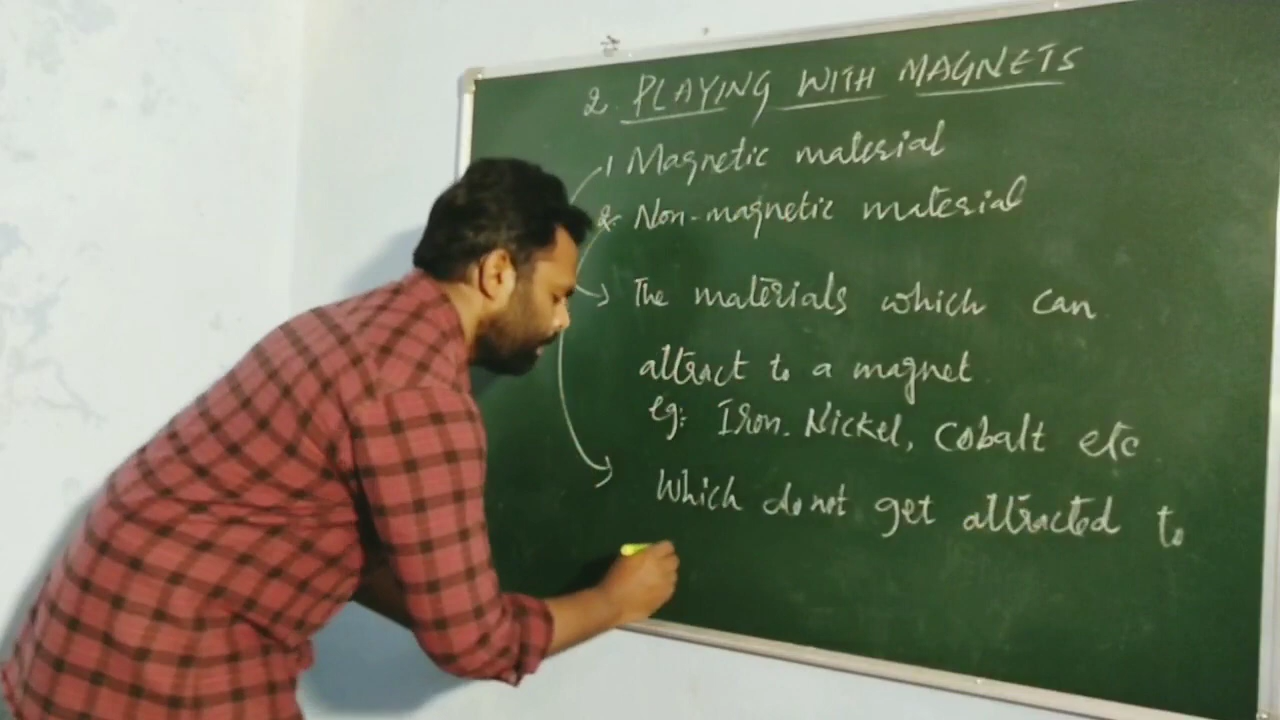 2. PLAYING WITH MAGNETS
1 Magnetic material
2. Non-magnetic material
The materials which can
attract to a magnet
eg: Iron. Nickel, Cobalt etc
Which do not get attracted to